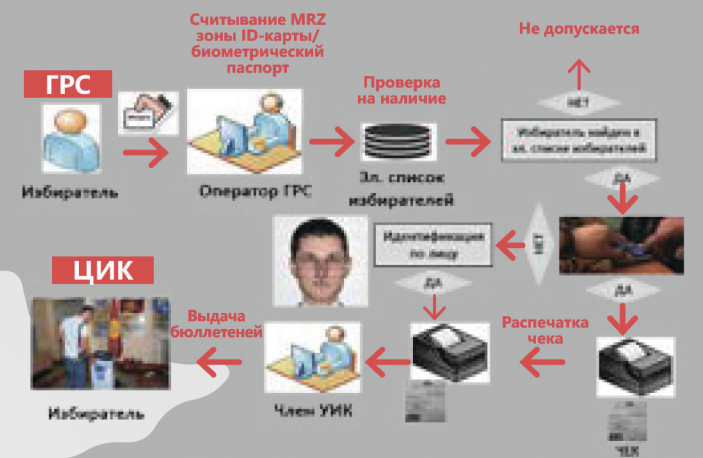 Считывание MRZ
зоны ID-карты/
биометрический
паспорт
Не допускается
ГРС
Проверка
на наличие
НЕТ
Избиратель найден в
эл. списке избирателей
Избиратель
Оператор ГРС
Эл. список
избирателей
ДА
Идентификация
по лицу
НЕТ
ЦИК
ДА
ДА
Выдача
бюллетеней
Распечатка
чека
Избиратель
Член УИК
ЧЕК